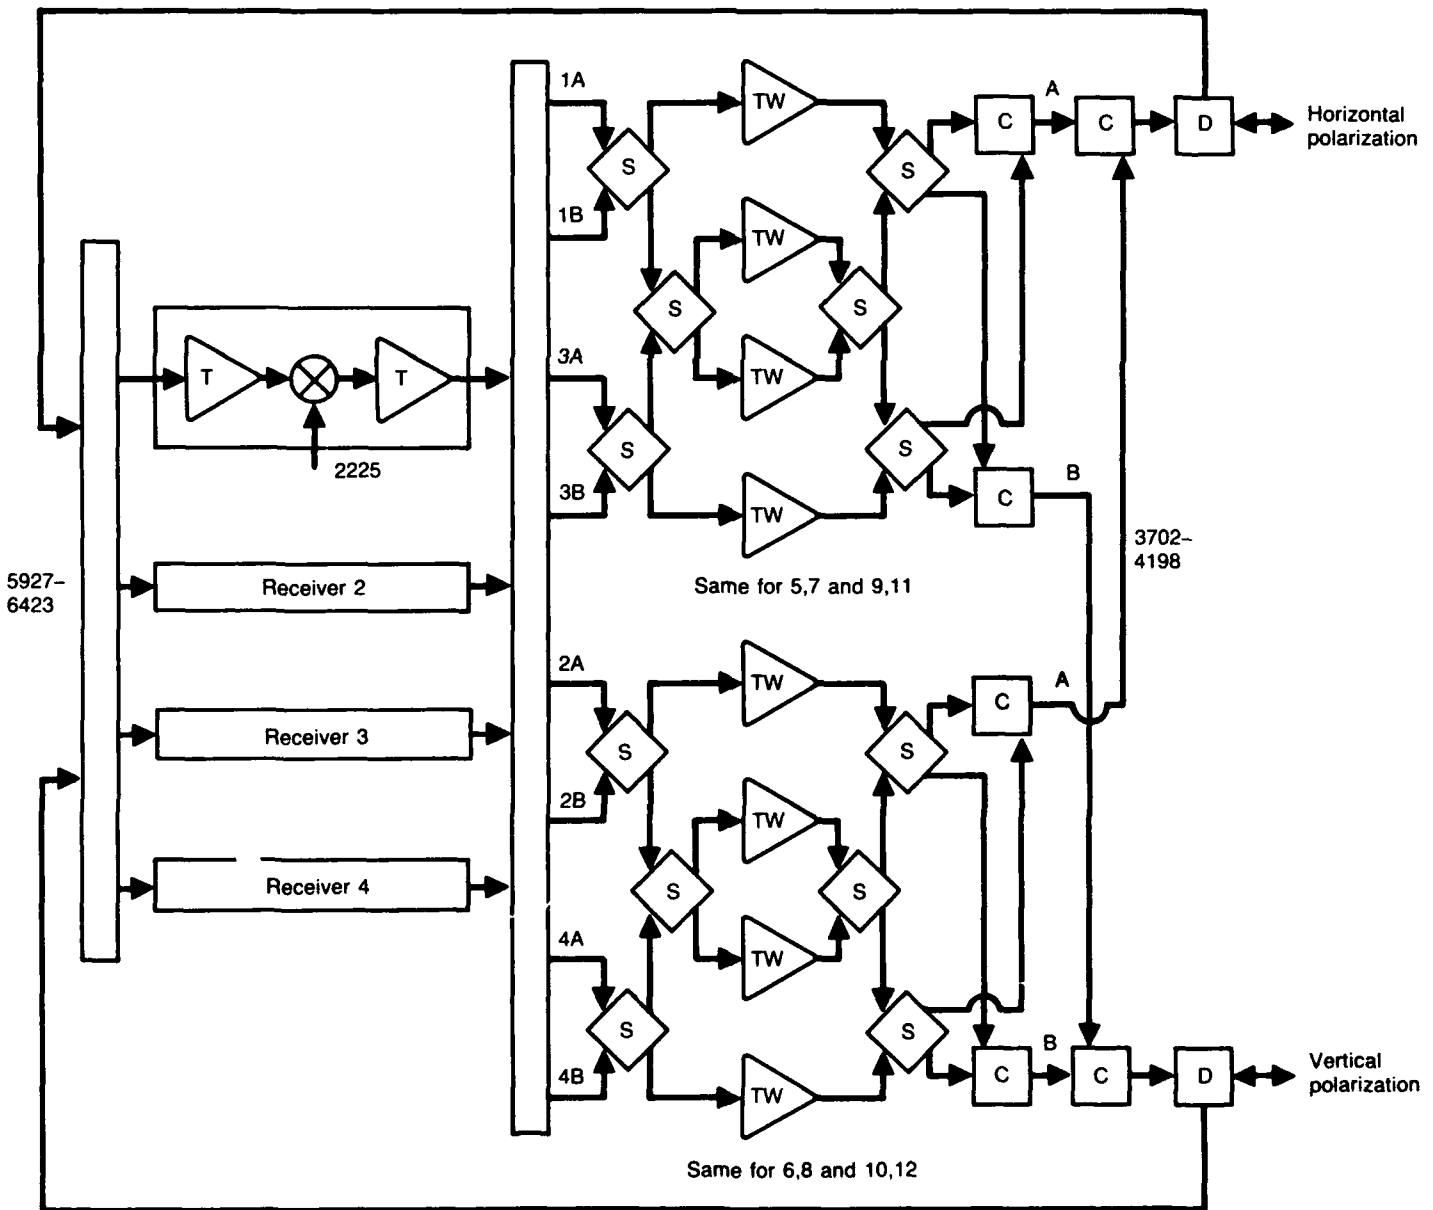 1A
TW
C
A
C
D
Horizontal
polarization
S
S
1B
TW
S
S
3A
TW
T
T
2225
S
S
3B
TW
C
B
3702–
4198
5927–
6423
Receiver 2
Same for 5,7 and 9,11
2A
TW
C
A
Receiver 3
S
S
2B
TW
Receiver 4
S
S
4A
TW
S
S
4B
TW
C
B
C
D
Vertical
polarization
Same for 6,8 and 10,12